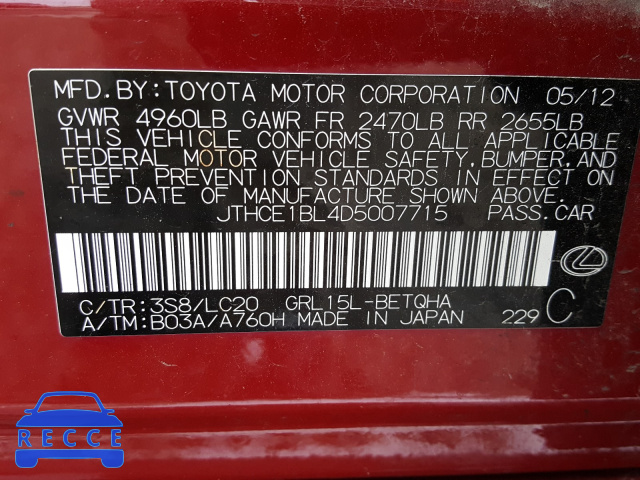 MFD. BY: TOYOTA MOTOR CORPORATION 05/12
GVWR 4960LB GAWR FR 2470LB RR 2655LB
THIS VEHICLE CONFORMS TO ALL APPLICABLE
FEDERAL MOTOR VEHICLE SAFETY, BUMPER, AND
THEFT PREVENTION STANDARDS IN EFFECT ON
THE DATE OF MANUFACTURE SHOWN ABOVE.
JTHCE1BL4D5007715 PASS. CAR
C/TR: 3S8/LC20 GRL15L-BETQHA
A/TM: B03A/A760H MADE IN JAPAN 229 C
RECCE